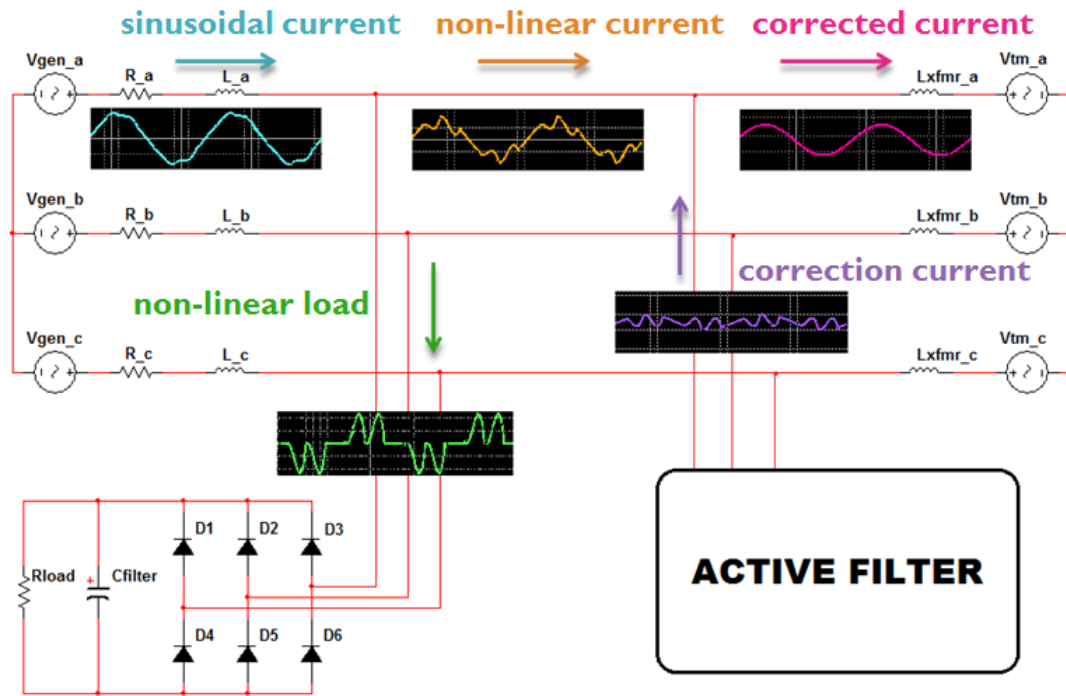 sinusoidal current non-linear current corrected current
Vgen_a R_a L_a Lxfmr_a Vtm_a
Vgen_b R_b L_b Lxfmr_b Vtm_b
correction current
non-linear load
Vgen_c R_c L_c Lxfmr_c Vtm_c
D1 D2 D3
Rload Cfilter
ACTIVE FILTER
D4 D5 D6